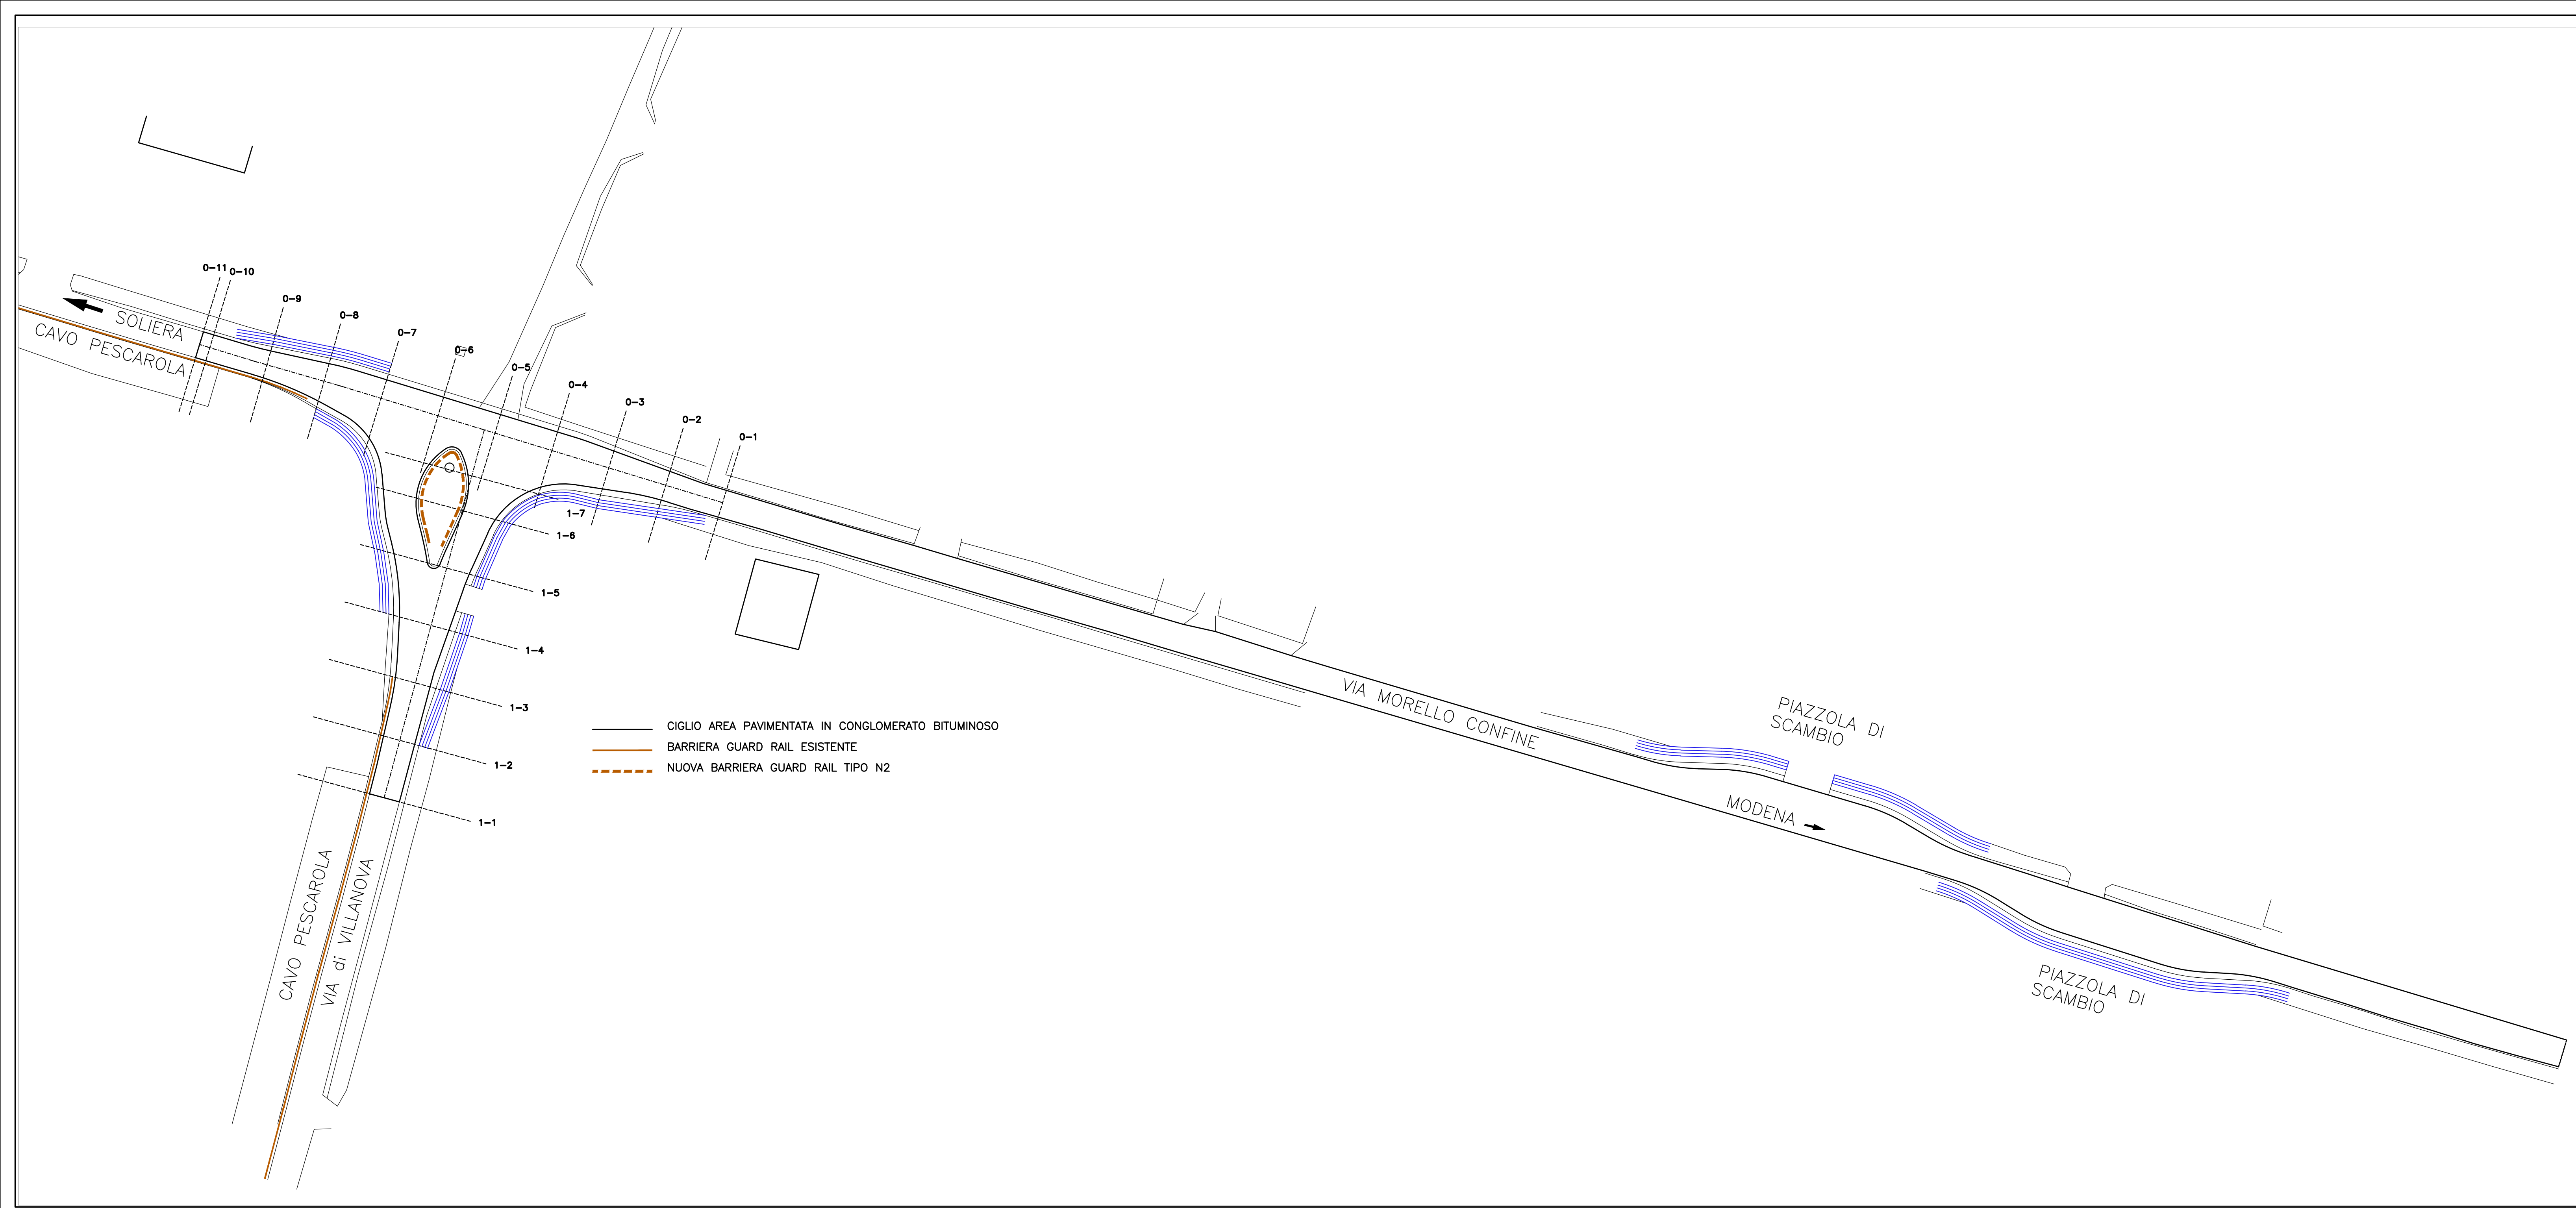 0-11
0-10
0-9
0-8
0-7
0-6
0-5
0-4
0-3
0-2
0-1
SOLIERA
CAVO PESCAROLA
1-7
1-6
1-5
1-4
1-3
1-2
1-1
CIGLIO AREA PAVIMENTATA IN CONGLOMERATO BITUMINOSO
BARRIERA GUARD RAIL ESISTENTE
NUOVA BARRIERA GUARD RAIL TIPO N2
VIA MORELLO CONFINE
PIAZZOLA DI
SCAMBIO
MODENA
CAVO PESCAROLA
VIA di VILLANOVA
PIAZZOLA DI
SCAMBIO